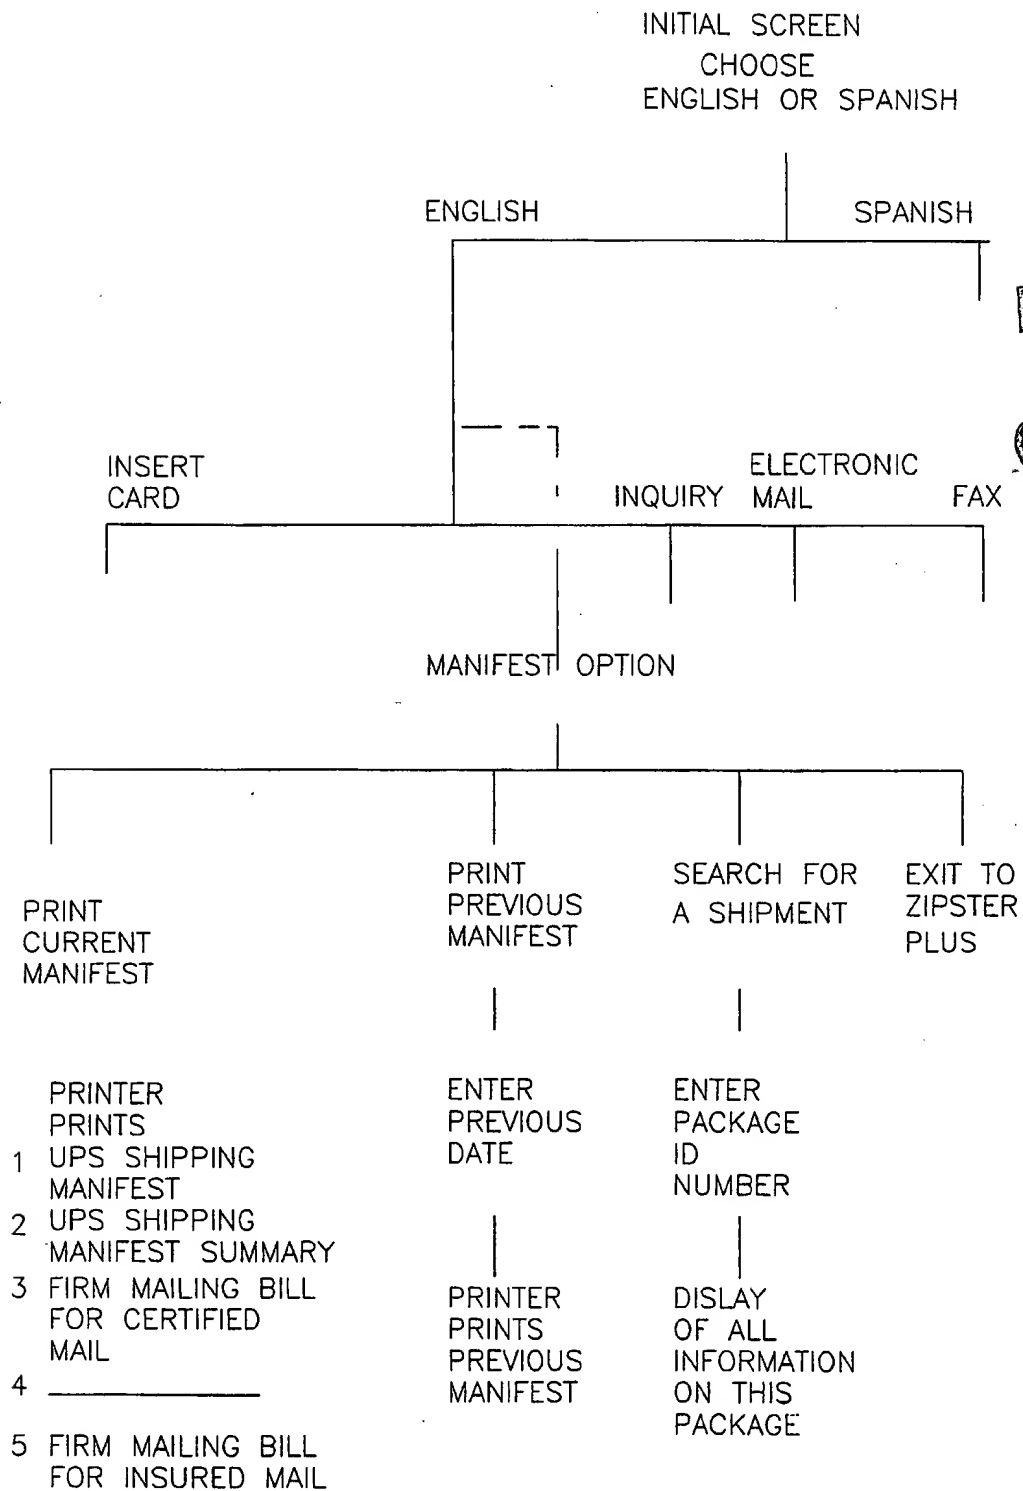 INITIAL SCREEN
CHOOSE
ENGLISH OR SPANISH
ENGLISH
SPANISH
INSERT
CARD
INQUIRY
ELECTRONIC
MAIL
FAX
MANIFEST OPTION
PRINT
CURRENT
MANIFEST
PRINT
PREVIOUS
MANIFEST
SEARCH FOR
A SHIPMENT
EXIT TO
ZIPSTER
PLUS
PRINTER
PRINTS
1 UPS SHIPPING
MANIFEST
2 UPS SHIPPING
MANIFEST SUMMARY
3 FIRM MAILING BILL
FOR CERTIFIED
MAIL
4
5 FIRM MAILING BILL
FOR INSURED MAIL
ENTER
PREVIOUS
DATE
PRINTER
PRINTS
PREVIOUS
MANIFEST
ENTER
PACKAGE
ID
NUMBER
DISLAY
OF ALL
INFORMATION
ON THIS
PACKAGE